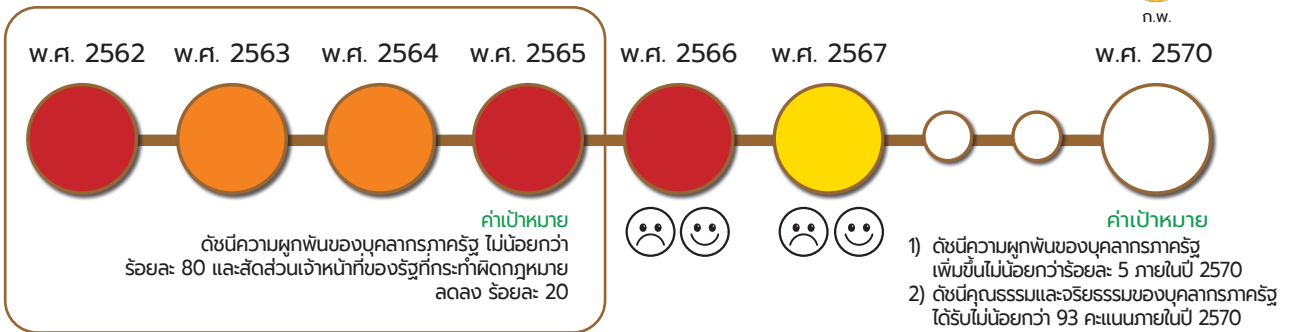 ก.พ.
พ.ศ. 2562 พ.ศ. 2563 พ.ศ. 2564 พ.ศ. 2565 พ.ศ. 2566 พ.ศ. 2567 พ.ศ. 2570
ค่าเป้าหมาย
ดัชนีความผูกพันของบุคลากรภาครัฐ ไม่น้อยกว่า
ร้อยละ 80 และสัดส่วนเจ้าหน้าที่ของรัฐที่กระทำผิดกฎหมาย
ลดลง ร้อยละ 20
ค่าเป้าหมาย
1) ดัชนีความผูกพันของบุคลากรภาครัฐ
เพิ่มขึ้นไม่น้อยกว่าร้อยละ 5 ภายในปี 2570
2) ดัชนีคุณธรรมและจริยธรรมของบุคลากรภาครัฐ
ได้รับไม่น้อยกว่า 93 คะแนนภายในปี 2570